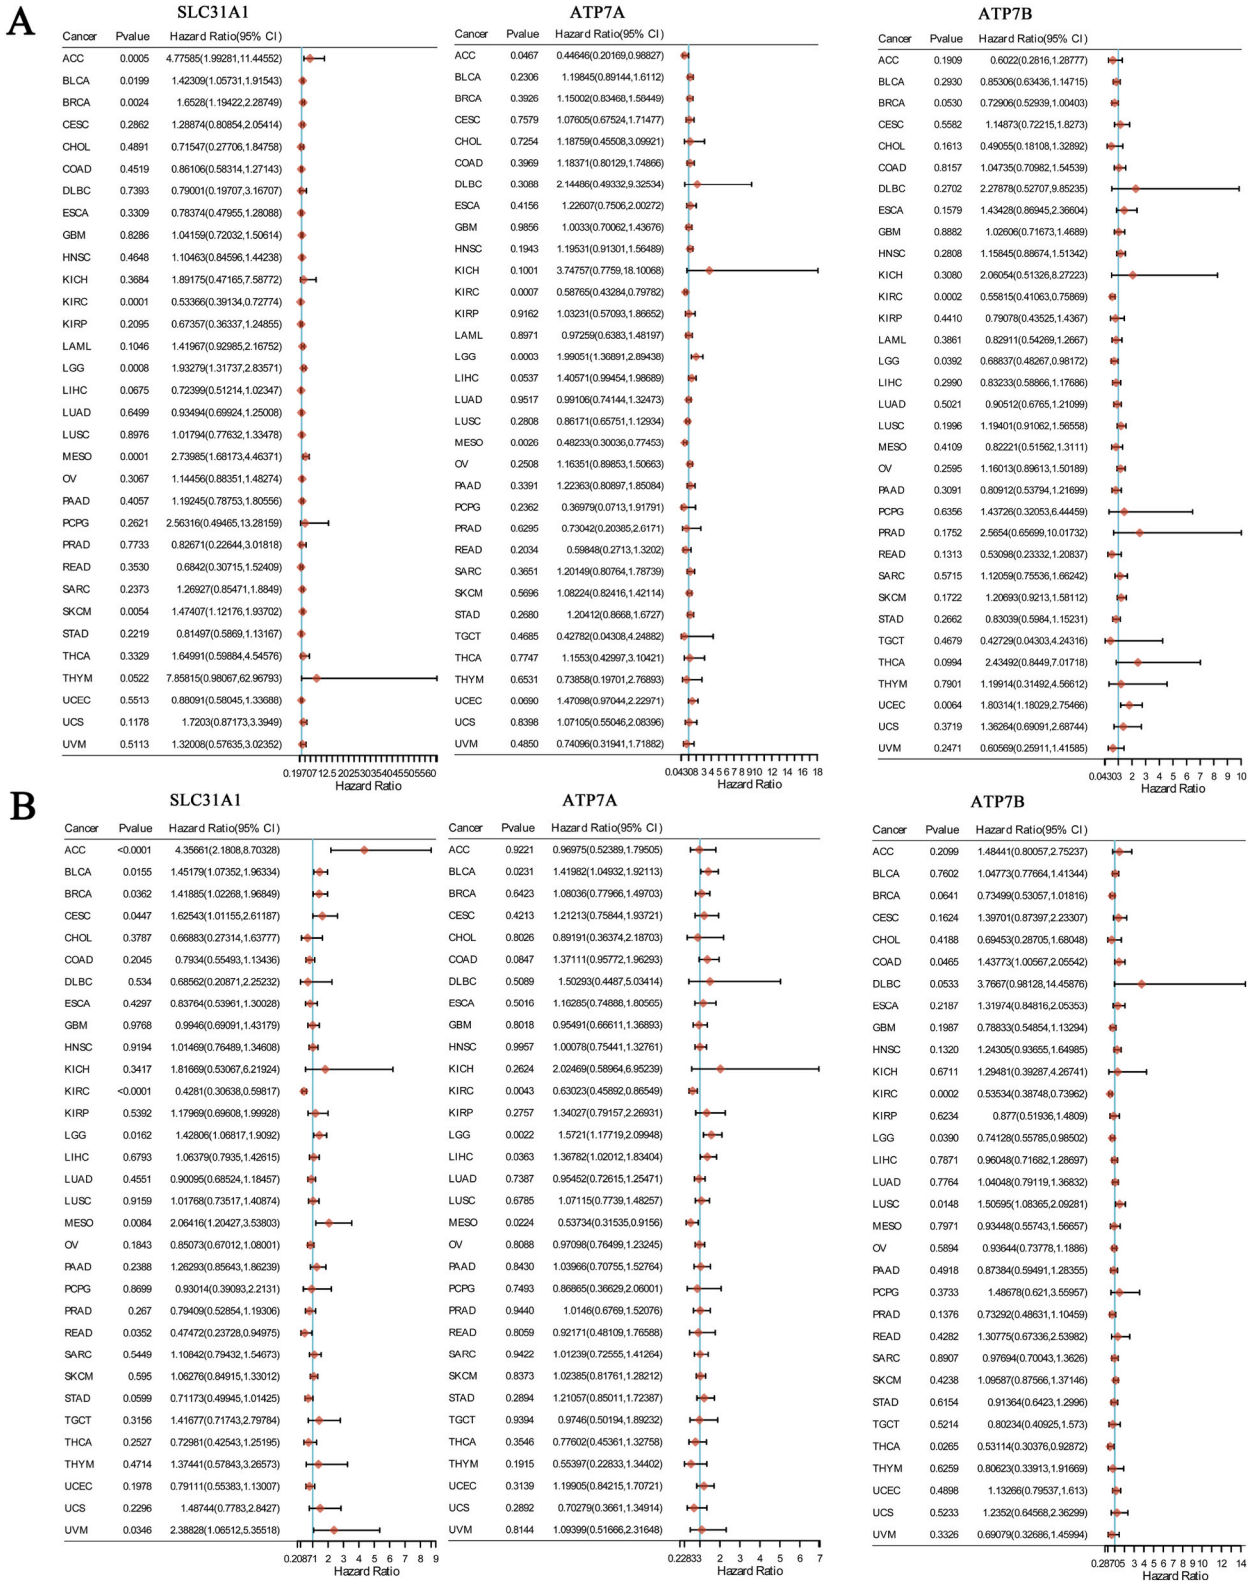 A
SLC31A1
Cancer Pvalue Hazard Ratio(95% CI)
ACC 0.0005 4.77585(1.99281,11.44552)
BLCA 0.0199 1.42309(1.05731,1.91543)
BRCA 0.0024 1.6528(1.19422,2.28749)
CESC 0.2862 1.28874(0.80854,2.05414)
CHOL 0.4891 0.71547(0.27706,1.84758)
COAD 0.4519 0.86106(0.58314,1.27143)
DLBC 0.7393 0.79001(0.19707,3.16707)
ESCA 0.3309 0.78374(0.47955,1.28088)
GBM 0.8286 1.04159(0.72032,1.50614)
HNSC 0.4648 1.10463(0.84596,1.44238)
KICH 0.3684 1.89175(0.47165,7.58772)
KIRC 0.0001 0.53366(0.39134,0.72774)
KIRP 0.2095 0.67357(0.36337,1.24855)
LAML 0.1046 1.41967(0.92985,2.16752)
LGG 0.0008 1.93279(1.31737,2.83571)
LIHC 0.0675 0.72399(0.51214,1.02347)
LUAD 0.6499 0.93494(0.69924,1.25008)
LUSC 0.8976 1.01794(0.77632,1.33478)
MESO 0.0001 2.73985(1.68173,4.46371)
OV 0.3067 1.14456(0.88351,1.48274)
PAAD 0.4057 1.19245(0.78753,1.80556)
PCPG 0.2621 2.56316(0.49465,13.28159)
PRAD 0.7733 0.82671(0.22644,3.01818)
READ 0.3530 0.6842(0.30715,1.52409)
SARC 0.2373 1.26927(0.85471,1.8849)
SKCM 0.0054 1.47407(1.12176,1.93702)
STAD 0.2219 0.81497(0.5869,1.13167)
THCA 0.3329 1.64991(0.59884,4.54576)
THYM 0.0522 7.85815(0.98067,62.96793)
UCEC 0.5513 0.88091(0.58045,1.33688)
UCS 0.1178 1.7203(0.87173,3.3949)
UVM 0.5113 1.32008(0.57635,3.02352)
0.19707 12.5 2025303540455055 60
Hazard Ratio
ATP7A
Cancer Pvalue Hazard Ratio(95% CI)
ACC 0.0467 0.44646(0.20169,0.98827)
BLCA 0.2306 1.19845(0.89144,1.6112)
BRCA 0.3926 1.15002(0.83468,1.58449)
CESC 0.7579 1.07605(0.67524,1.71477)
CHOL 0.7254 1.18759(0.45508,3.09921)
COAD 0.3969 1.18371(0.80129,1.74866)
DLBC 0.3088 2.14486(0.49332,9.32534)
ESCA 0.4156 1.22607(0.7506,2.00272)
GBM 0.9856 1.0033(0.70062,1.43676)
HNSC 0.1943 1.19531(0.91301,1.56489)
KICH 0.1001 3.74757(0.7759,18.10068)
KIRC 0.0007 0.58765(0.43284,0.79782)
KIRP 0.9162 1.03231(0.57093,1.86652)
LAML 0.8971 0.97259(0.6383,1.48197)
LGG 0.0003 1.99051(1.36891,2.89438)
LIHC 0.0537 1.40571(0.99454,1.98689)
LUAD 0.9517 0.99106(0.74144,1.32473)
LUSC 0.2808 0.86171(0.65751,1.12934)
MESO 0.0026 0.48233(0.30036,0.77453)
OV 0.2508 1.16351(0.89853,1.50663)
PAAD 0.3391 1.22363(0.80897,1.85084)
PCPG 0.2362 0.36979(0.0713,1.91791)
PRAD 0.6295 0.73042(0.20385,2.6171)
READ 0.2034 0.59848(0.2713,1.3202)
SARC 0.3651 1.20149(0.80764,1.78739)
SKCM 0.5696 1.08224(0.82416,1.42114)
STAD 0.2680 1.20412(0.8668,1.6727)
TGCT 0.4685 0.42782(0.04308,4.24882)
THCA 0.7747 1.1553(0.42997,3.10421)
THYM 0.6531 0.73858(0.19701,2.76893)
UCEC 0.0690 1.47098(0.97044,2.22971)
UCS 0.8398 1.07105(0.55046,2.08396)
UVM 0.4850 0.74096(0.31941,1.71882)
0.04308 3 4 5 6 7 8 910 12 14 16 18
Hazard Ratio
ATP7B
Cancer Pvalue Hazard Ratio(95% CI)
ACC 0.1909 0.6022(0.2816,1.28777)
BLCA 0.2930 0.85306(0.63436,1.14715)
BRCA 0.0530 0.72906(0.52939,1.00403)
CESC 0.5582 1.14873(0.72215,1.8273)
CHOL 0.1613 0.49055(0.18108,1.32892)
COAD 0.8157 1.04735(0.70982,1.54539)
DLBC 0.2702 2.27878(0.52707,9.85235)
ESCA 0.1579 1.43428(0.86945,2.36604)
GBM 0.8882 1.02606(0.71673,1.4689)
HNSC 0.2808 1.15845(0.88674,1.51342)
KICH 0.3080 2.06054(0.51326,8.27223)
KIRC 0.0002 0.55815(0.41063,0.75869)
KIRP 0.4410 0.79078(0.43525,1.4367)
LAML 0.3861 0.82911(0.54269,1.2667)
LGG 0.0392 0.68837(0.48267,0.98172)
LIHC 0.2990 0.83233(0.58866,1.17686)
LUAD 0.5021 0.90512(0.6765,1.21099)
LUSC 0.1996 1.19401(0.91062,1.56558)
MESO 0.4109 0.82221(0.51562,1.3111)
OV 0.2595 1.16013(0.89613,1.50189)
PAAD 0.3091 0.80912(0.53794,1.21699)
PCPG 0.6356 1.43726(0.32053,6.44459)
PRAD 0.1752 2.5654(0.65699,10.01732)
READ 0.1313 0.53098(0.23332,1.20837)
SARC 0.5715 1.12059(0.75536,1.66242)
SKCM 0.1722 1.20693(0.9213,1.58112)
STAD 0.2662 0.83039(0.5984,1.15231)
TGCT 0.4679 0.42729(0.04303,4.24316)
THCA 0.0994 2.43492(0.8449,7.01718)
THYM 0.7901 1.19914(0.31492,4.56612)
UCEC 0.0064 1.80314(1.18029,2.75466)
UCS 0.3719 1.36264(0.69091,2.68744)
UVM 0.2471 0.60569(0.25911,1.41585)
0.04303 2 3 4 5 6 7 8 9 10
Hazard Ratio
B
SLC31A1
Cancer Pvalue Hazard Ratio(95% CI)
ACC <0.0001 4.35661(2.1808,8.70328)
BLCA 0.0155 1.45179(1.07352,1.96334)
BRCA 0.0362 1.41885(1.02268,1.96849)
CESC 0.0447 1.62543(1.01155,2.61187)
CHOL 0.3787 0.66883(0.27314,1.63777)
COAD 0.2045 0.7934(0.55493,1.13436)
DLBC 0.534 0.68562(0.20871,2.25232)
ESCA 0.4297 0.83764(0.53961,1.30028)
GBM 0.9768 0.9946(0.69091,1.43179)
HNSC 0.9194 1.01469(0.76489,1.34608)
KICH 0.3417 1.81669(0.53067,6.21924)
KIRC <0.0001 0.4281(0.30638,0.59817)
KIRP 0.5392 1.17969(0.69608,1.99928)
LGG 0.0162 1.42806(1.06817,1.9092)
LIHC 0.6793 1.06379(0.7935,1.42615)
LUAD 0.4551 0.90095(0.68524,1.18457)
LUSC 0.9159 1.01768(0.73517,1.40874)
MESO 0.0084 2.06416(1.20427,3.53803)
OV 0.1843 0.85073(0.67012,1.08001)
PAAD 0.2388 1.26293(0.85643,1.86239)
PCPG 0.8699 0.93014(0.39093,2.2131)
PRAD 0.267 0.79409(0.52854,1.19306)
READ 0.0352 0.47472(0.23728,0.94975)
SARC 0.5449 1.10842(0.79432,1.54673)
SKCM 0.595 1.06276(0.84915,1.33012)
STAD 0.0599 0.71173(0.49945,1.01425)
TGCT 0.3156 1.41677(0.71743,2.79784)
THCA 0.2527 0.72981(0.42543,1.25195)
THYM 0.4714 1.37441(0.57843,3.26573)
UCEC 0.1978 0.79111(0.55383,1.13007)
UCS 0.2296 1.48744(0.7783,2.8427)
UVM 0.0346 2.38828(1.06512,5.35518)
0.20871 2 3 4 5 6 7 8 9
Hazard Ratio
ATP7A
Cancer Pvalue Hazard Ratio(95% CI)
ACC 0.9221 0.96975(0.52389,1.79505)
BLCA 0.0231 1.41982(1.04932,1.92113)
BRCA 0.6423 1.08036(0.77966,1.49703)
CESC 0.4213 1.21213(0.75844,1.93721)
CHOL 0.8026 0.89191(0.36374,2.18703)
COAD 0.0847 1.37111(0.95772,1.96293)
DLBC 0.5089 1.50293(0.4487,5.03414)
ESCA 0.5016 1.16285(0.74888,1.80565)
GBM 0.8018 0.95491(0.66611,1.36893)
HNSC 0.9957 1.00078(0.75441,1.32761)
KICH 0.2624 2.02469(0.58964,6.95239)
KIRC 0.0043 0.63023(0.45892,0.86549)
KIRP 0.2757 1.34027(0.79157,2.26931)
LGG 0.0022 1.5721(1.17719,2.09948)
LIHC 0.0363 1.36782(1.02012,1.83404)
LUAD 0.7387 0.95452(0.72615,1.25471)
LUSC 0.6785 1.07115(0.7739,1.48257)
MESO 0.0224 0.53734(0.31535,0.9156)
OV 0.8088 0.97098(0.76499,1.23245)
PAAD 0.8430 1.03966(0.70755,1.52764)
PCPG 0.7493 0.86865(0.36629,2.06001)
PRAD 0.9440 1.0146(0.6769,1.52076)
READ 0.8059 0.92171(0.48109,1.76588)
SARC 0.9422 1.01239(0.72555,1.41264)
SKCM 0.8373 1.02385(0.81761,1.28212)
STAD 0.2894 1.21057(0.85011,1.72387)
TGCT 0.9394 0.9746(0.50194,1.89232)
THCA 0.3546 0.77602(0.45361,1.32758)
THYM 0.1915 0.55397(0.22833,1.34402)
UCEC 0.3139 1.19905(0.84215,1.70721)
UCS 0.2892 0.70279(0.3661,1.34914)
UVM 0.8144 1.09399(0.51666,2.31648)
0.22833 2 3 4 5 6 7
Hazard Ratio
ATP7B
Cancer Pvalue Hazard Ratio(95% CI)
ACC 0.2099 1.48441(0.80057,2.75237)
BLCA 0.7602 1.04773(0.77664,1.41344)
BRCA 0.0641 0.73499(0.53057,1.01816)
CESC 0.1624 1.39701(0.87397,2.23307)
CHOL 0.4188 0.69453(0.28705,1.68048)
COAD 0.0465 1.43773(1.00567,2.05542)
DLBC 0.0533 3.7667(0.98128,14.45876)
ESCA 0.2187 1.31974(0.84816,2.05353)
GBM 0.1987 0.78833(0.54854,1.13294)
HNSC 0.1320 1.24305(0.93655,1.64985)
KICH 0.6711 1.29481(0.39287,4.26741)
KIRC 0.0002 0.53534(0.38748,0.73962)
KIRP 0.6234 0.877(0.51936,1.4809)
LGG 0.0390 0.74128(0.55785,0.98502)
LIHC 0.7871 0.96048(0.71682,1.28697)
LUAD 0.7764 1.04048(0.79119,1.36832)
LUSC 0.0148 1.50595(1.08365,2.09281)
MESO 0.7971 0.93448(0.55743,1.56657)
OV 0.5894 0.93644(0.73778,1.1886)
PAAD 0.4918 0.87384(0.59491,1.28355)
PCPG 0.3733 1.48678(0.621,3.55957)
PRAD 0.1376 0.73292(0.48631,1.10459)
READ 0.4282 1.30775(0.67336,2.53982)
SARC 0.8907 0.97694(0.70043,1.3626)
SKCM 0.4238 1.09587(0.87566,1.37146)
STAD 0.6154 0.91364(0.6423,1.2996)
TGCT 0.5214 0.80234(0.40925,1.573)
THCA 0.0265 0.53114(0.30376,0.92872)
THYM 0.6259 0.80623(0.33913,1.91669)
UCEC 0.4898 1.13266(0.79537,1.613)
UCS 0.5233 1.2352(0.64568,2.36299)
UVM 0.3326 0.69079(0.32686,1.45994)
0.28705 3 4 5 6 7 8 910 12 14
Hazard Ratio